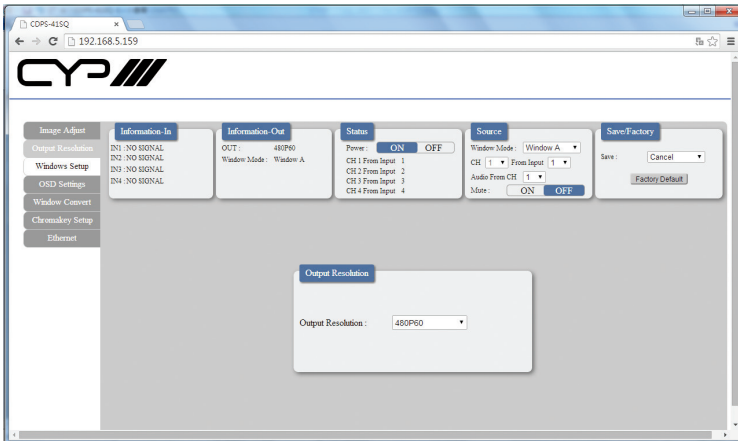 CDPS-41SQ
192.168.5.159
CYP
Image Adjust
Output Resolution
Windows Setup
OSD Settings
Window Convert
Chromakey Setup
Ethernet
Information-In
IN1 : NO SIGNAL
IN2 : NO SIGNAL
IN3 : NO SIGNAL
IN4 : NO SIGNAL
Information-Out
OUT : 480P60
Window Mode : Window A
Status
Power : ON OFF
CH 1 From Input 1
CH 2 From Input 2
CH 3 From Input 3
CH 4 From Input 4
Source
Window Mode : Window A
CH 1 From Input 1
Audio From CH 1
Mute : ON OFF
Save/Factory
Save : Cancel
Factory Default
Output Resolution
Output Resolution : 480P60